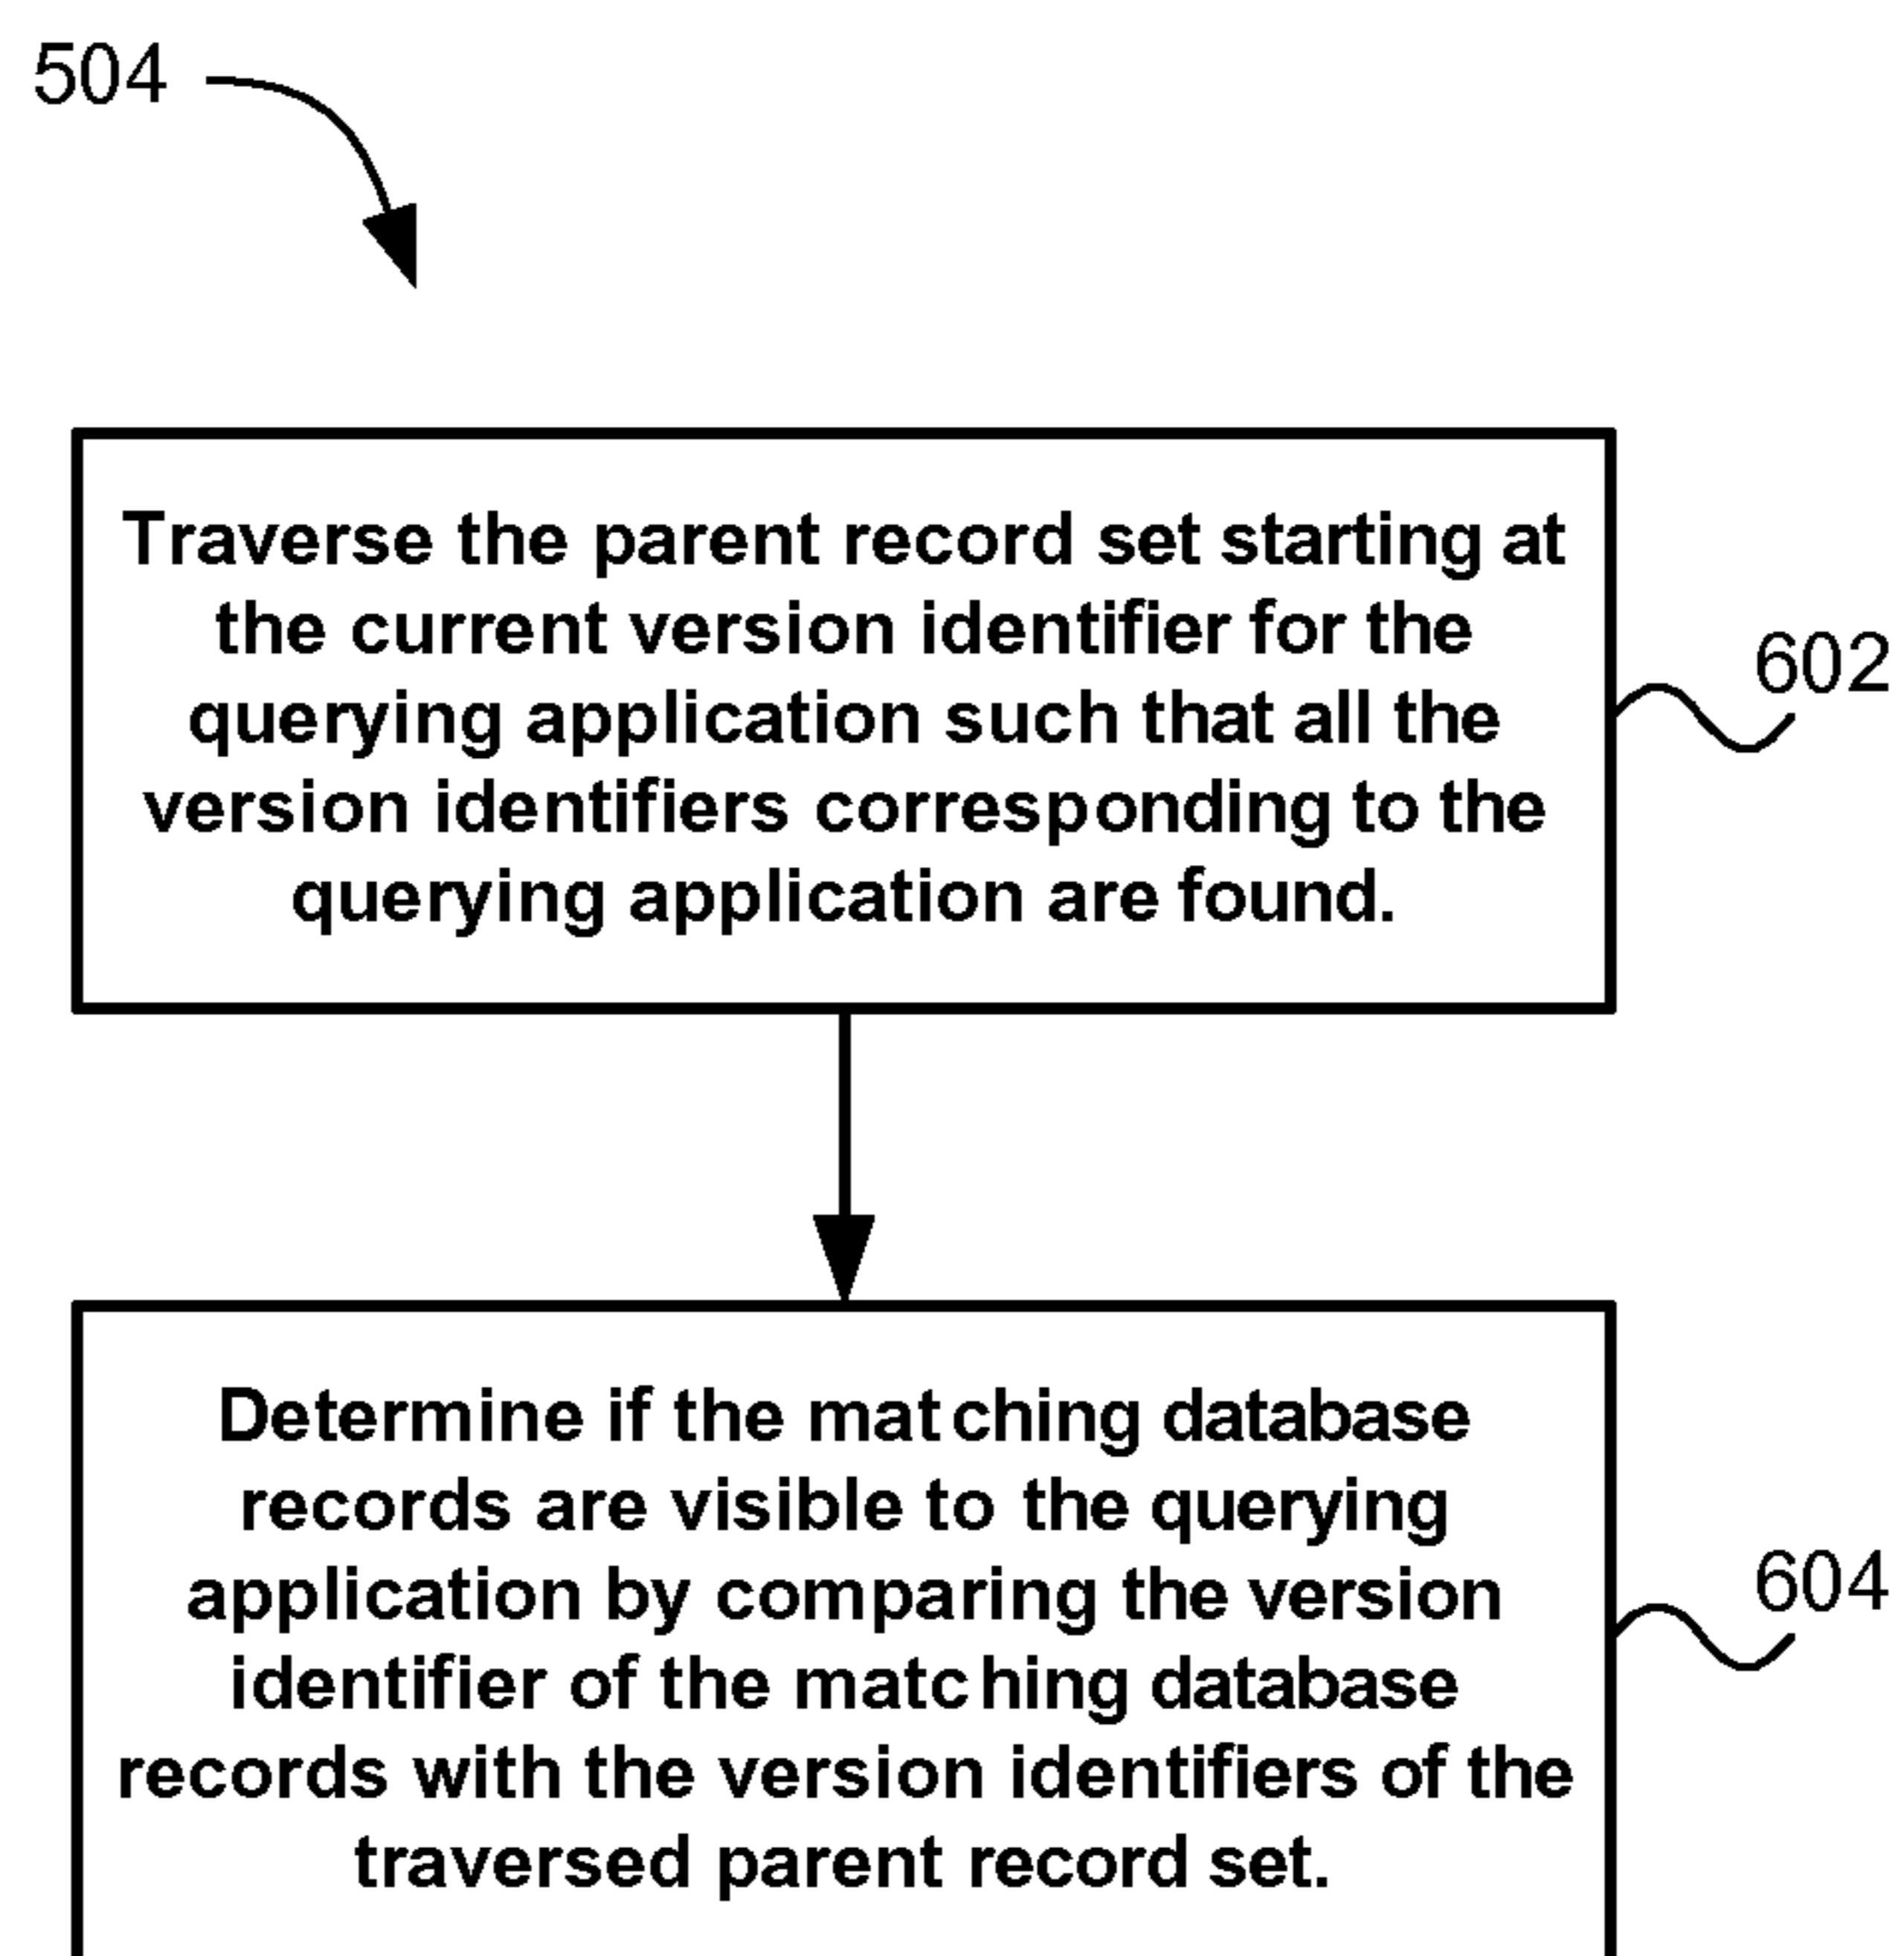 504
Traverse the parent record set starting at
the current version identifier for the
querying application such that all the
version identifiers corresponding to the
querying application are found.
602
Determine if the matching database
records are visible to the querying
application by comparing the version
identifier of the matching database
records with the version identifiers of the
traversed parent record set.
604